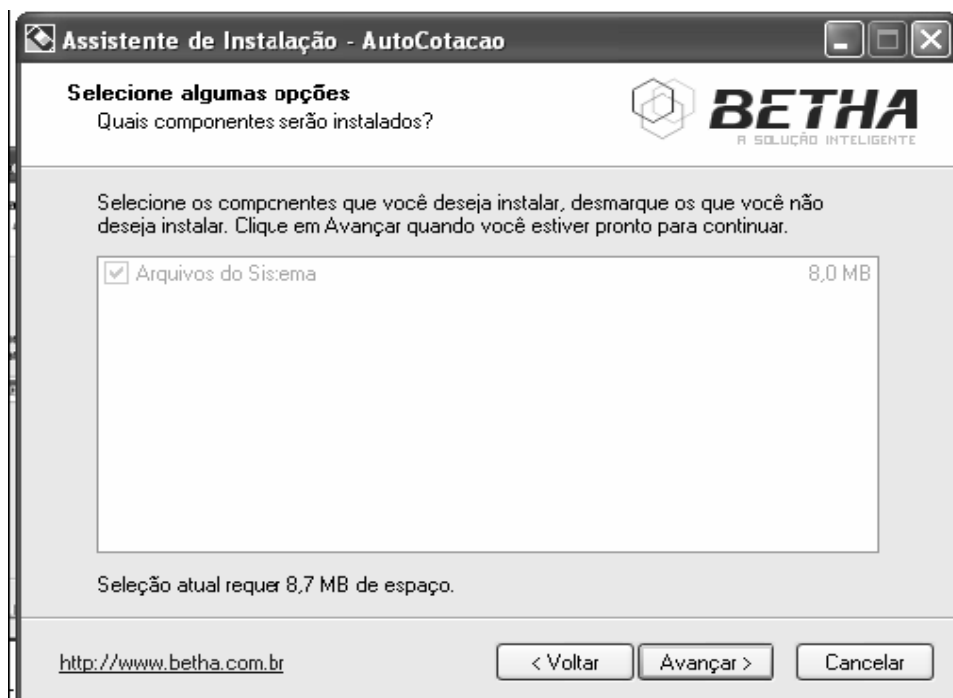 Assistente de Instalação - AutoCotacao
Selecione algumas opções
Quais componentes serão instalados?
BETHA
A SOLUÇÃO INTELIGENTE
Selecione os componentes que você deseja instalar, desmarque os que você não
deseja instalar. Clique em Avançar quando você estiver pronto para continuar.
Arquivos do Sistema 8,0 MB
Seleção atual requer 8,7 MB de espaço.
http://www.betha.com.br < Voltar Avançar > Cancelar